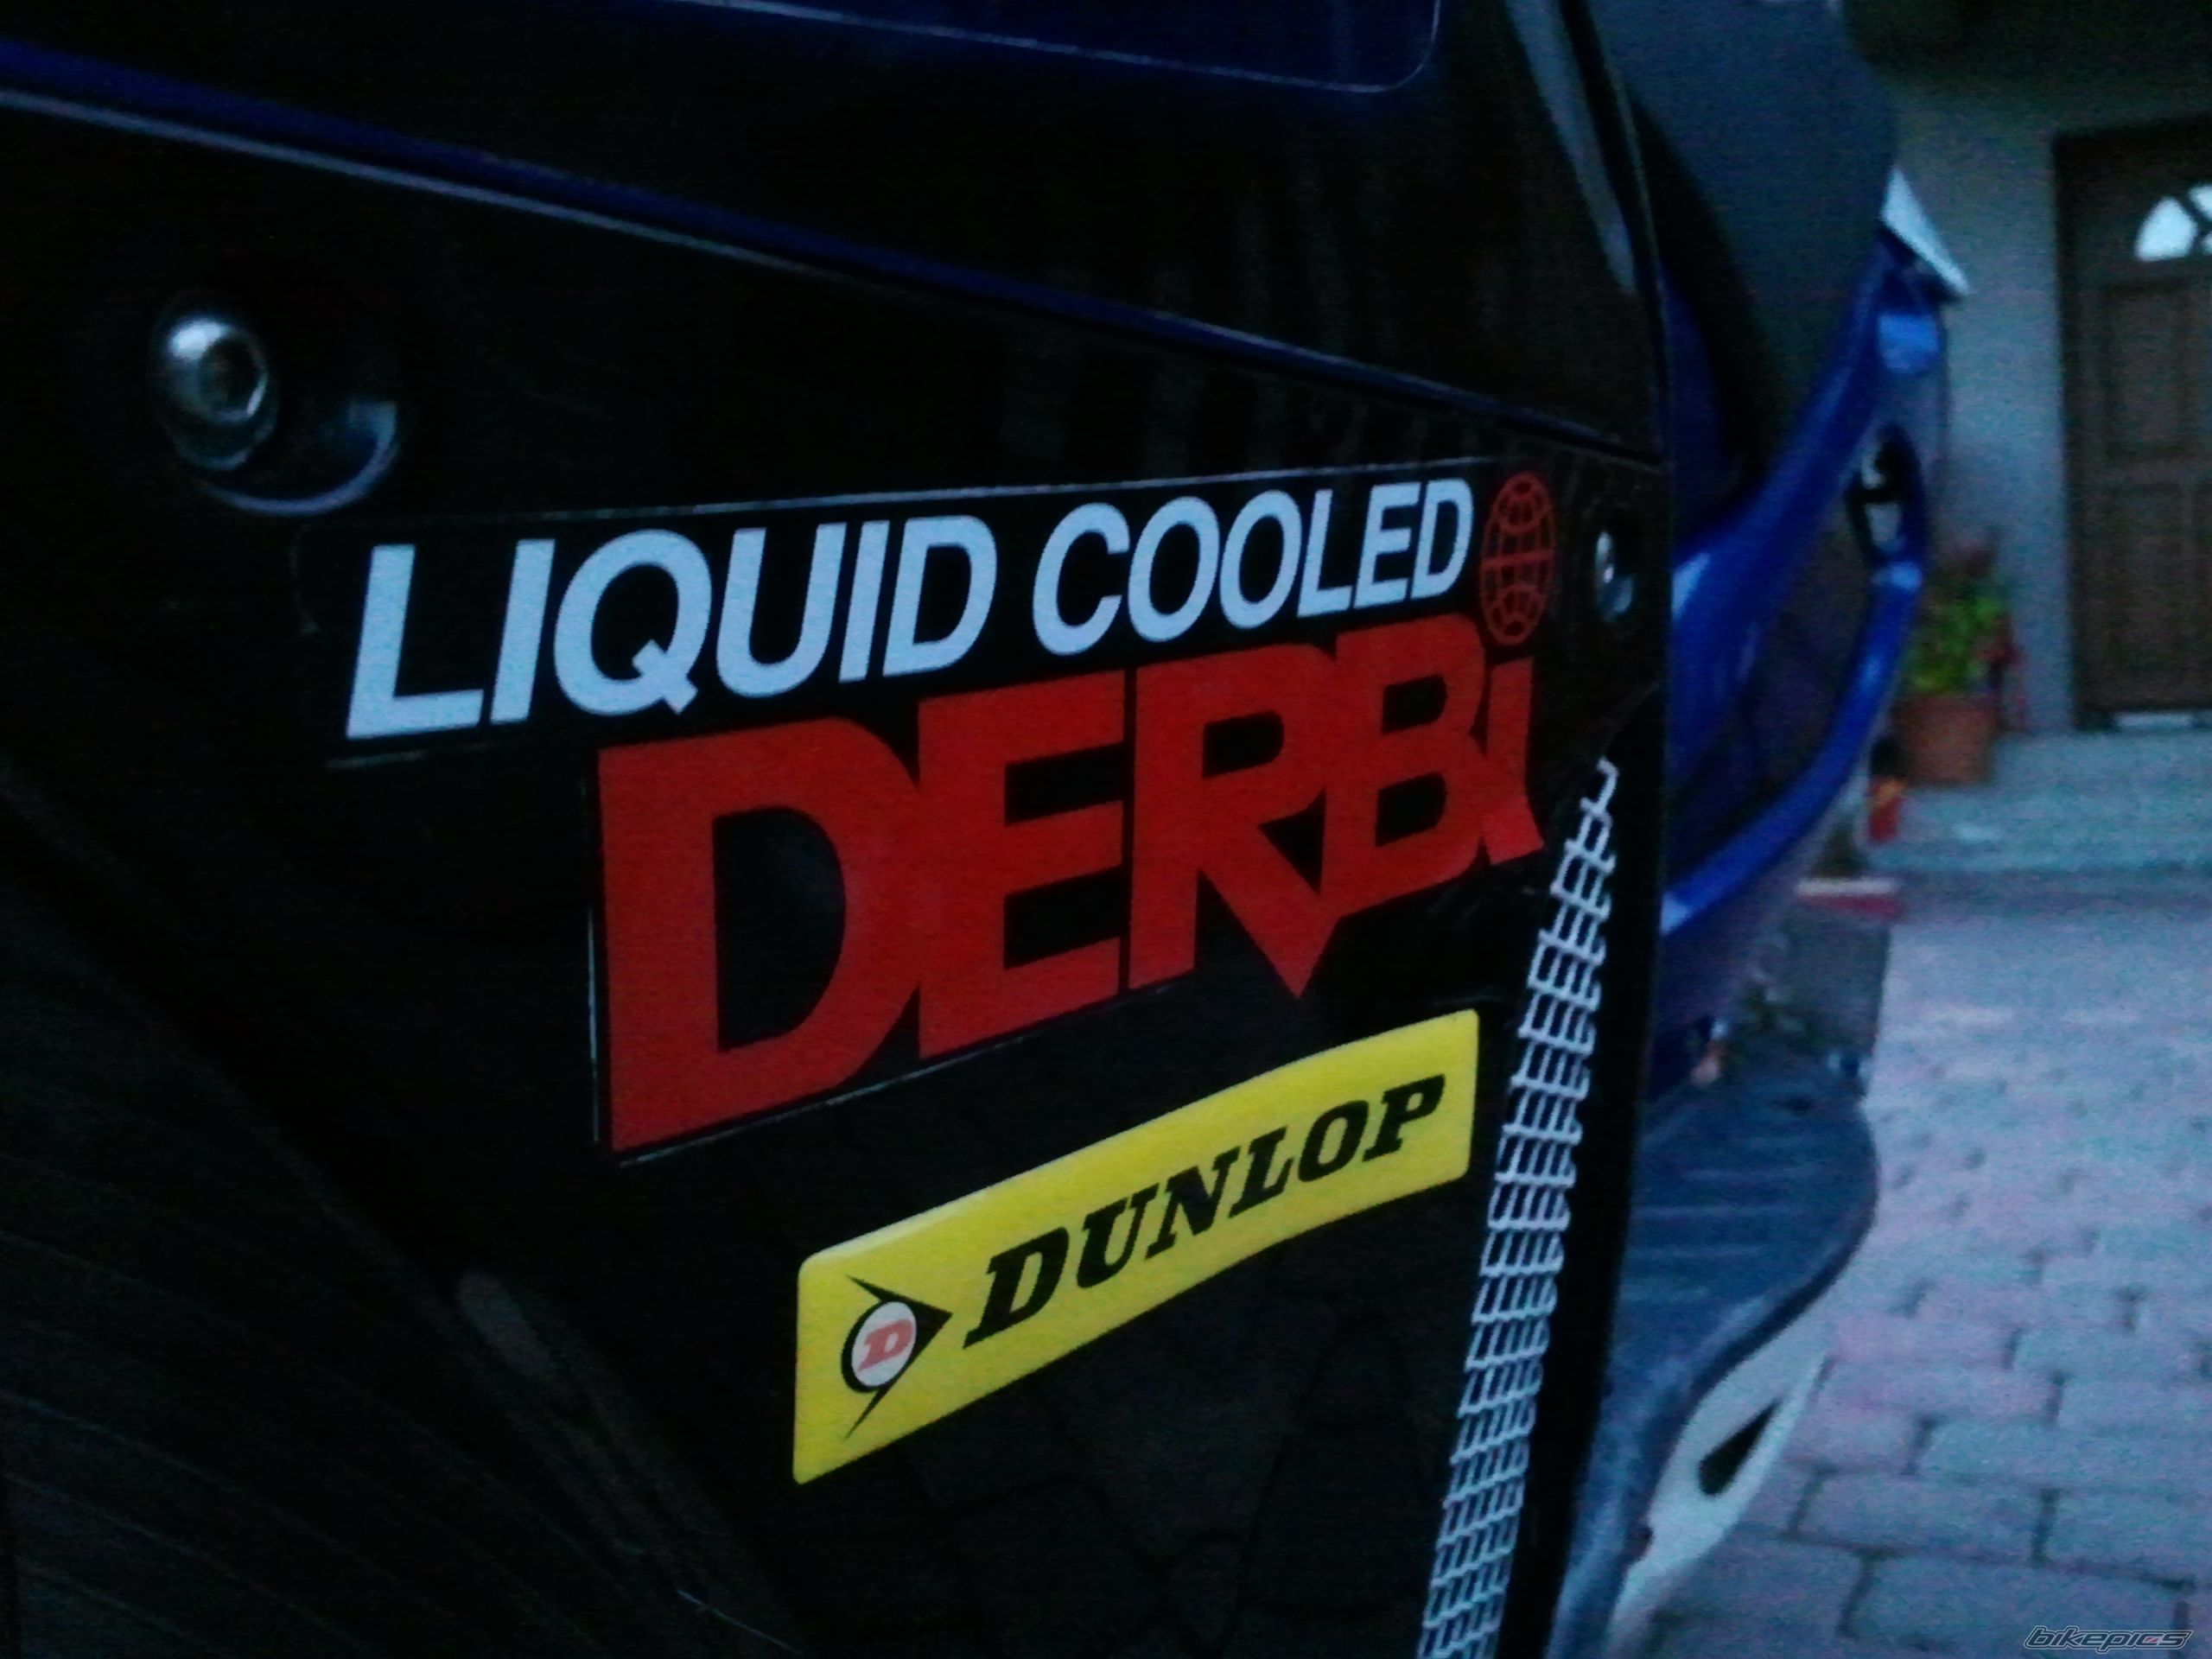 LIQUID COOLED
DERBi
D DUNLOP
bikepics